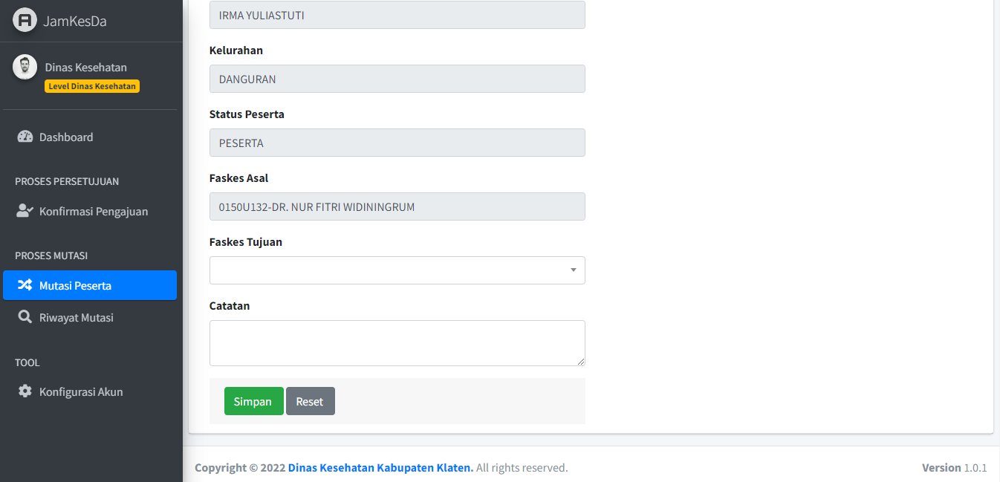 JamKesDa
Dinas Kesehatan
Level Dinas Kesehatan
Dashboard
PROSES PERSETUJUAN
Konfirmasi Pengajuan
PROSES MUTASI
Mutasi Peserta
Riwayat Mutasi
TOOL
Konfigurasi Akun
IRMA YULIASTUTI
Kelurahan
DANGURAN
Status Peserta
PESERTA
Faskes Asal
0150U132-DR. NUR FITRI WIDININGRUM
Faskes Tujuan
Catatan
Simpan Reset
Copyright © 2022 Dinas Kesehatan Kabupaten Klaten. All rights reserved. Version 1.0.1